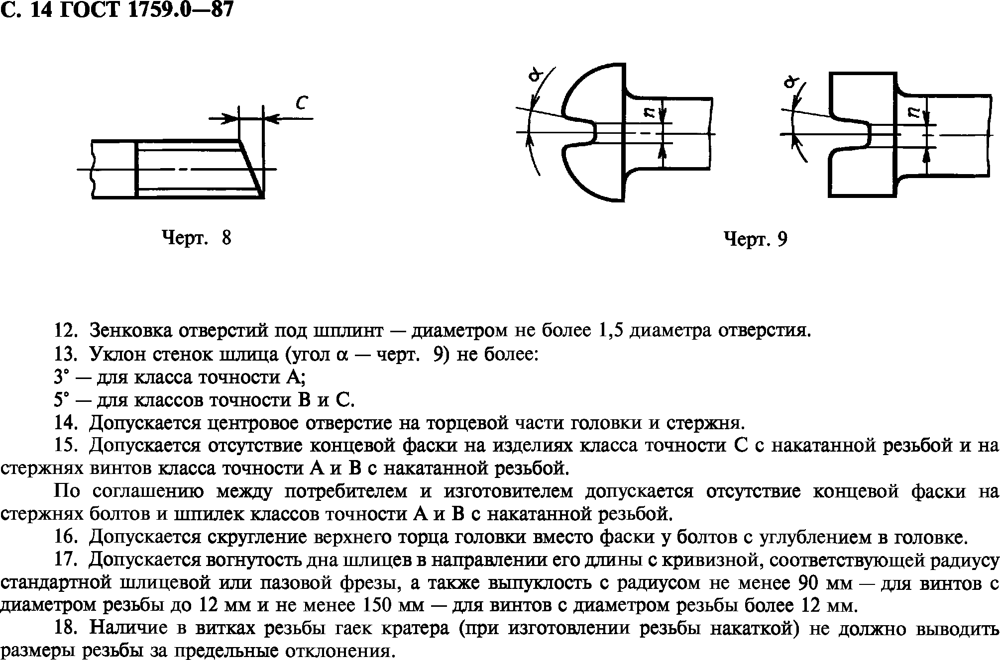 С. 14 ГОСТ 1759.0—87
C
α
n
α
n
Черт. 8
Черт. 9
12. Зенковка отверстий под шплинт — диаметром не более 1,5 диаметра отверстия.
13. Уклон стенок шлица (угол α — черт. 9) не более:
3° — для класса точности А;
5° — для классов точности В и С.
14. Допускается центровое отверстие на торцевой части головки и стержня.
15. Допускается отсутствие концевой фаски на изделиях класса точности С с накатанной резьбой и на
стержнях винтов класса точности А и В с накатанной резьбой.
По соглашению между потребителем и изготовителем допускается отсутствие концевой фаски на
стержнях болтов и шпилек классов точности А и В с накатанной резьбой.
16. Допускается скругление верхнего торца головки вместо фаски у болтов с углублением в головке.
17. Допускается вогнутость дна шлицев в направлении его длины с кривизной, соответствующей радиусу
стандартной шлицевой или пазовой фрезы, а также выпуклость с радиусом не менее 90 мм — для винтов с
диаметром резьбы до 12 мм и не менее 150 мм — для винтов с диаметром резьбы более 12 мм.
18. Наличие в витках резьбы гаек кратера (при изготовлении резьбы накаткой) не должно выводить
размеры резьбы за предельные отклонения.